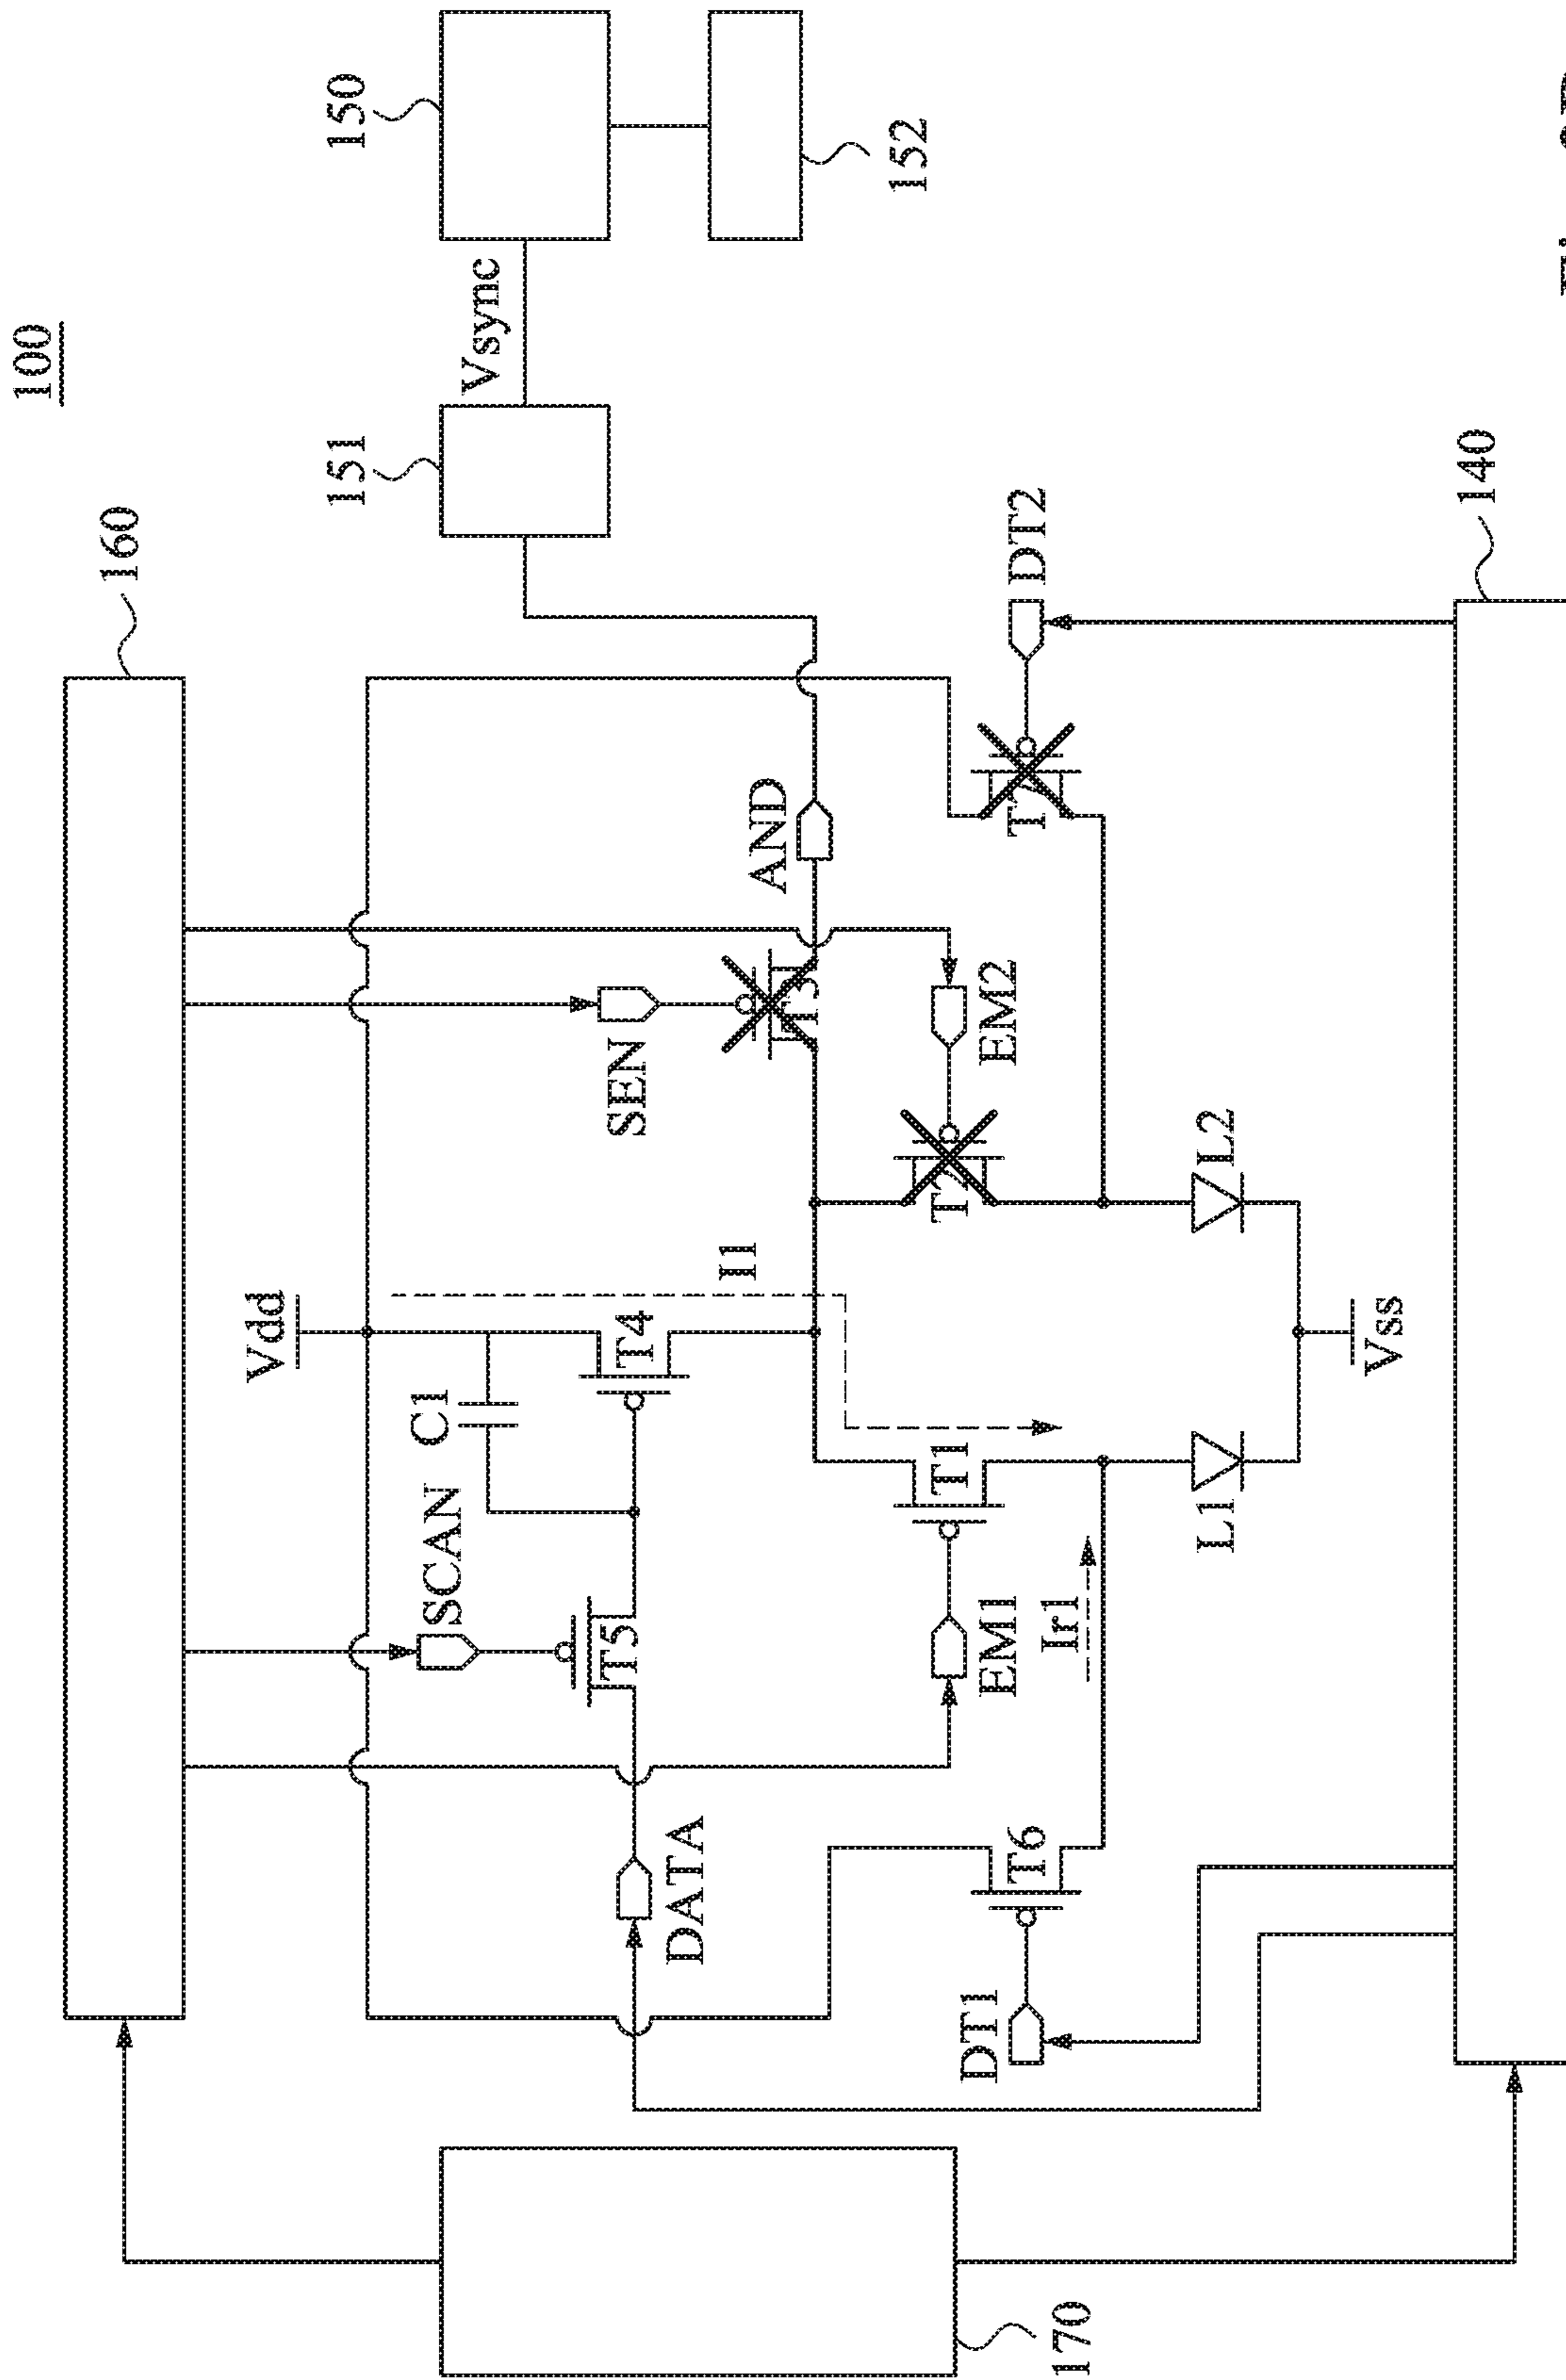 100
160
150
151
Vsync
152
Vdd
SCAN
C1
T5
T4
I1
SEN
T3
AND
DATA
EM1
T1
T2
EM2
Ir1
DT1
T6
T7
DT2
L1
L2
Vss
170
140